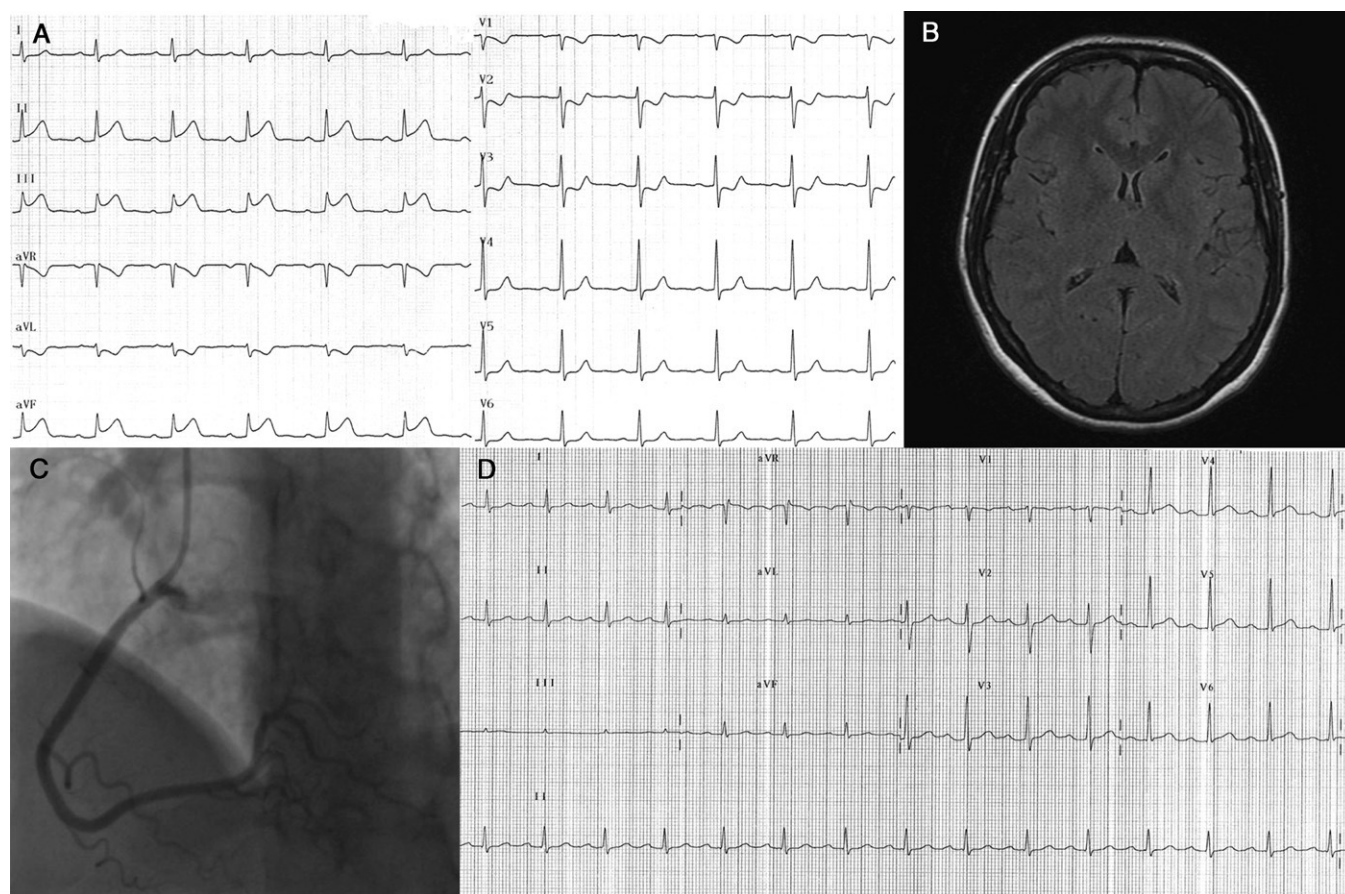 A
I
II
III
aVR
aVL
aVF
V1
V2
V3
V4
V5
V6
B
C
D
I aVR V1 V4
II aVL V2 V5
III aVF V3 V6
II